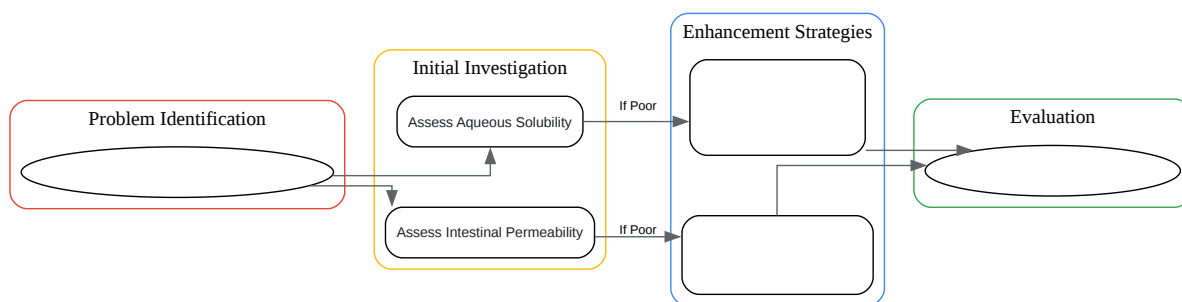 Problem Identification
Initial Investigation
Assess Aqueous Solubility
Assess Intestinal Permeability
If Poor
If Poor
Enhancement Strategies
Evaluation